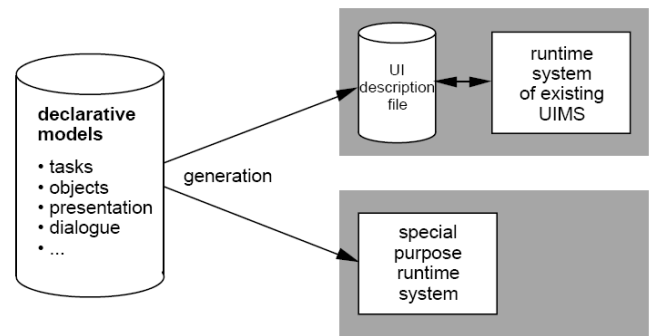 declarative
models
• tasks
• objects
• presentation
• dialogue
• ...
generation
UI
description
file
runtime
system
of existing
UIMS
special
purpose
runtime
system